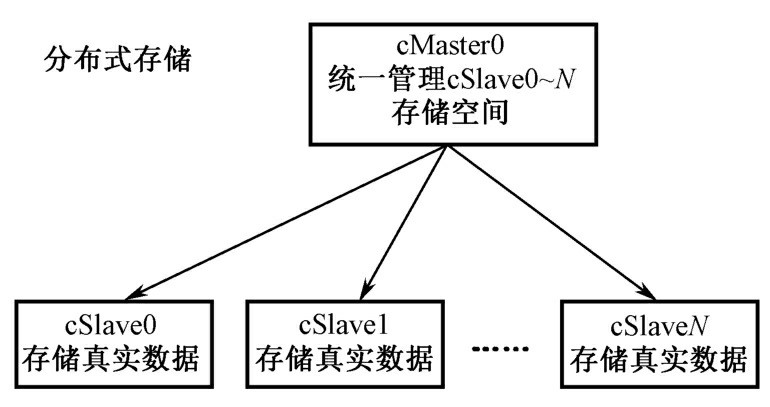 分布式存储
cMaster0
统一管理cSlave0~N
存储空间
cSlave0
存储真实数据
cSlave1
存储真实数据
……
cSlaveN
存储真实数据